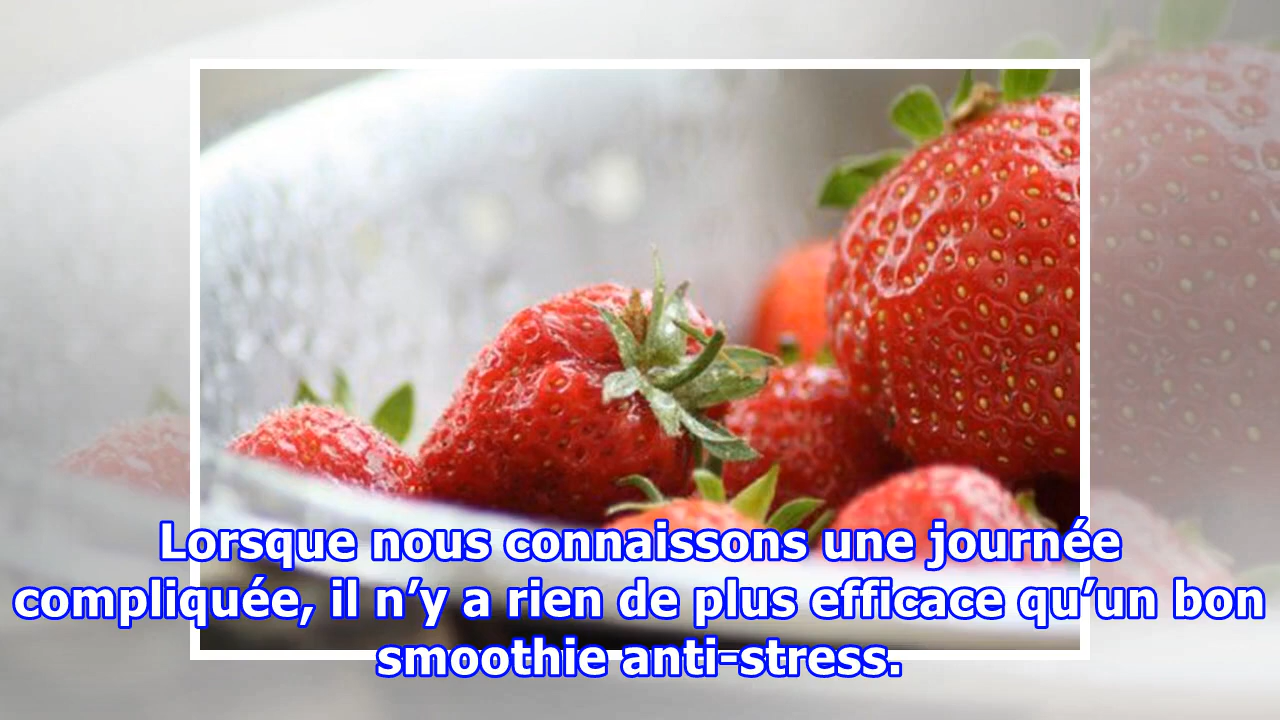 Lorsque nous connaissons une journée
compliquée, il n’y a rien de plus efficace qu’un bon
smoothie anti-stress.